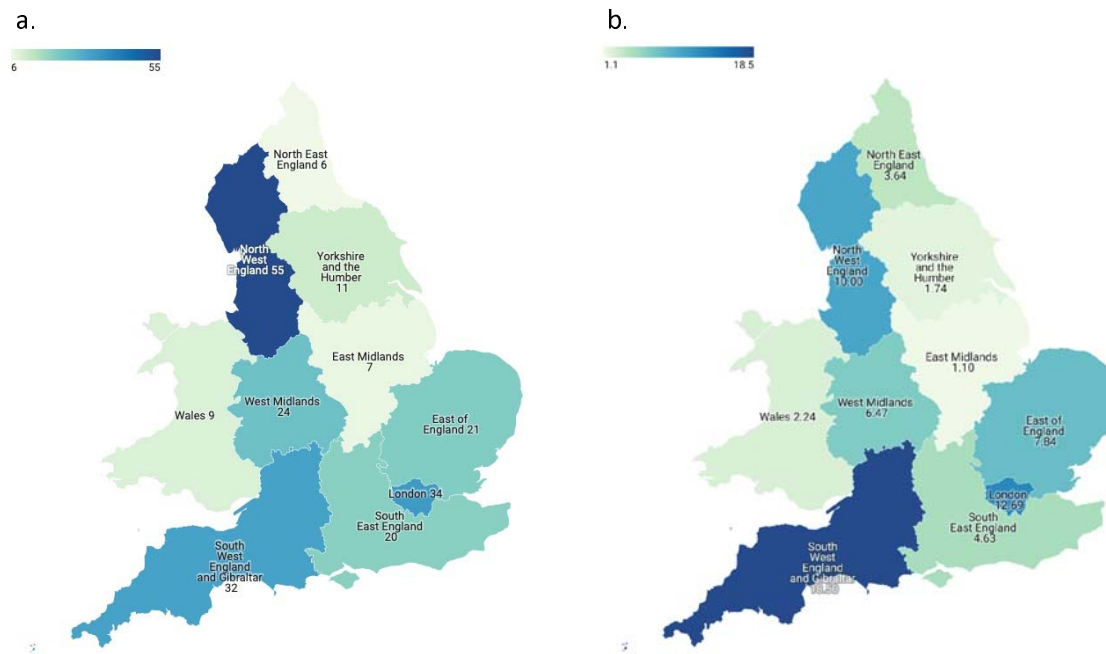 a.
6 55
North East
England 6
North
West
England 55
Yorkshire
and the
Humber
11
East Midlands
7
Wales 9
West Midlands
24
East of
England 21
London 34
South
East England
20
South
West
England
and Gibraltar
32
b.
1.1 18.5
North East
England
3.64
North
West
England
10.00
Yorkshire
and the
Humber
1.74
East Midlands
1.10
Wales 2.24
West Midlands
6.47
East of
England
7.84
London
12.69
South
East England
4.63
South
West
England
and Gibraltar